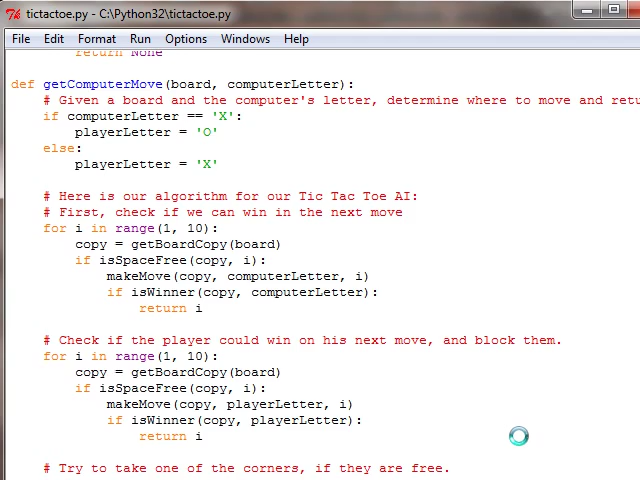 tictactoe.py - C:\Python32\tictactoe.py
File Edit Format Run Options Windows Help
return None
def getComputerMove(board, computerLetter):
# Given a board and the computer's letter, determine where to move and retu
if computerLetter == 'X':
playerLetter = 'O'
else:
playerLetter = 'X'
# Here is our algorithm for our Tic Tac Toe AI:
# First, check if we can win in the next move
for i in range(1, 10):
copy = getBoardCopy(board)
if isSpaceFree(copy, i):
makeMove(copy, computerLetter, i)
if isWinner(copy, computerLetter):
return i
# Check if the player could win on his next move, and block them.
for i in range(1, 10):
copy = getBoardCopy(board)
if isSpaceFree(copy, i):
makeMove(copy, playerLetter, i)
if isWinner(copy, playerLetter):
return i
# Try to take one of the corners, if they are free.